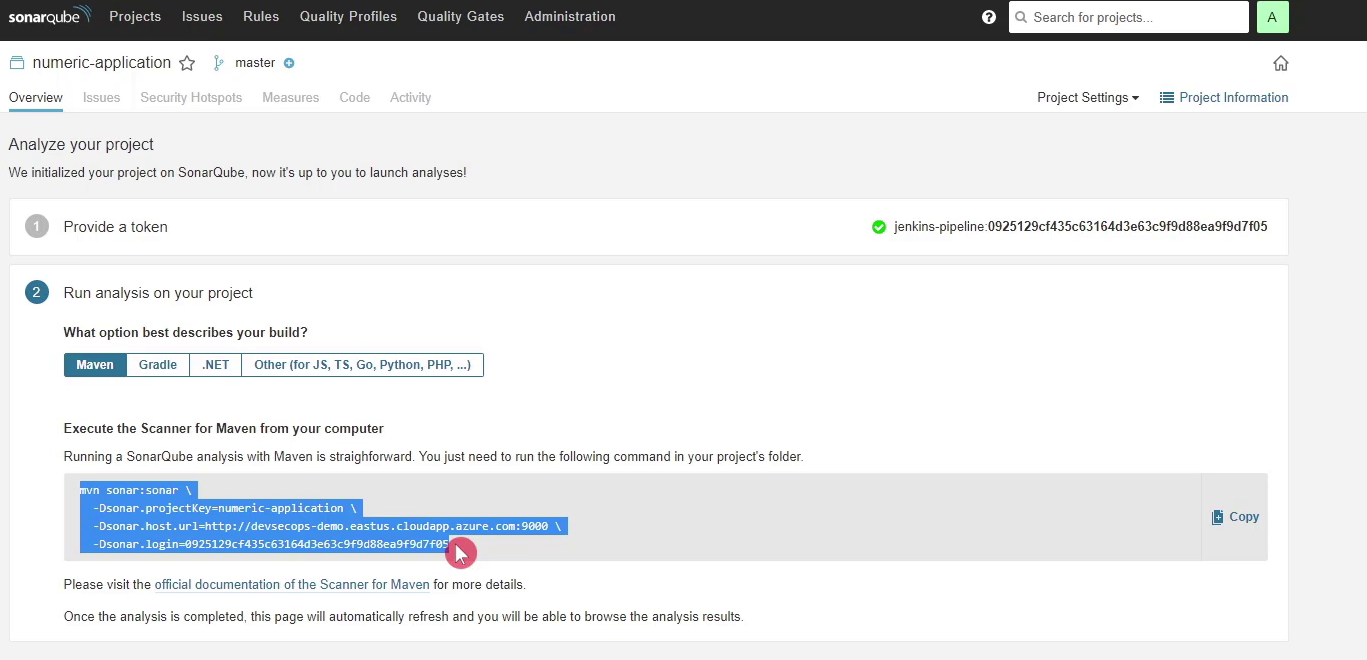 sonarqube Projects Issues Rules Quality Profiles Quality Gates Administration ? Search for projects... A
numeric-application master
Overview Issues Security Hotspots Measures Code Activity Project Settings Project Information
Analyze your project
We initialized your project on SonarQube, now it's up to you to launch analyses!
1 Provide a token jenkins-pipeline:0925129cf435c63164d3e63c9f9d88ea9f9d7f05
2 Run analysis on your project
What option best describes your build?
Maven Gradle .NET Other (for JS, TS, Go, Python, PHP, ...)
Execute the Scanner for Maven from your computer
Running a SonarQube analysis with Maven is straighforward. You just need to run the following command in your project's folder.
mvn sonar:sonar \
-Dsonar.projectKey=numeric-application \
-Dsonar.host.url=http://devsecops-demo.eastus.cloudapp.azure.com:9000 \
-Dsonar.login=0925129cf435c63164d3e63c9f9d88ea9f9d7f05
Copy
Please visit the official documentation of the Scanner for Maven for more details.
Once the analysis is completed, this page will automatically refresh and you will be able to browse the analysis results.